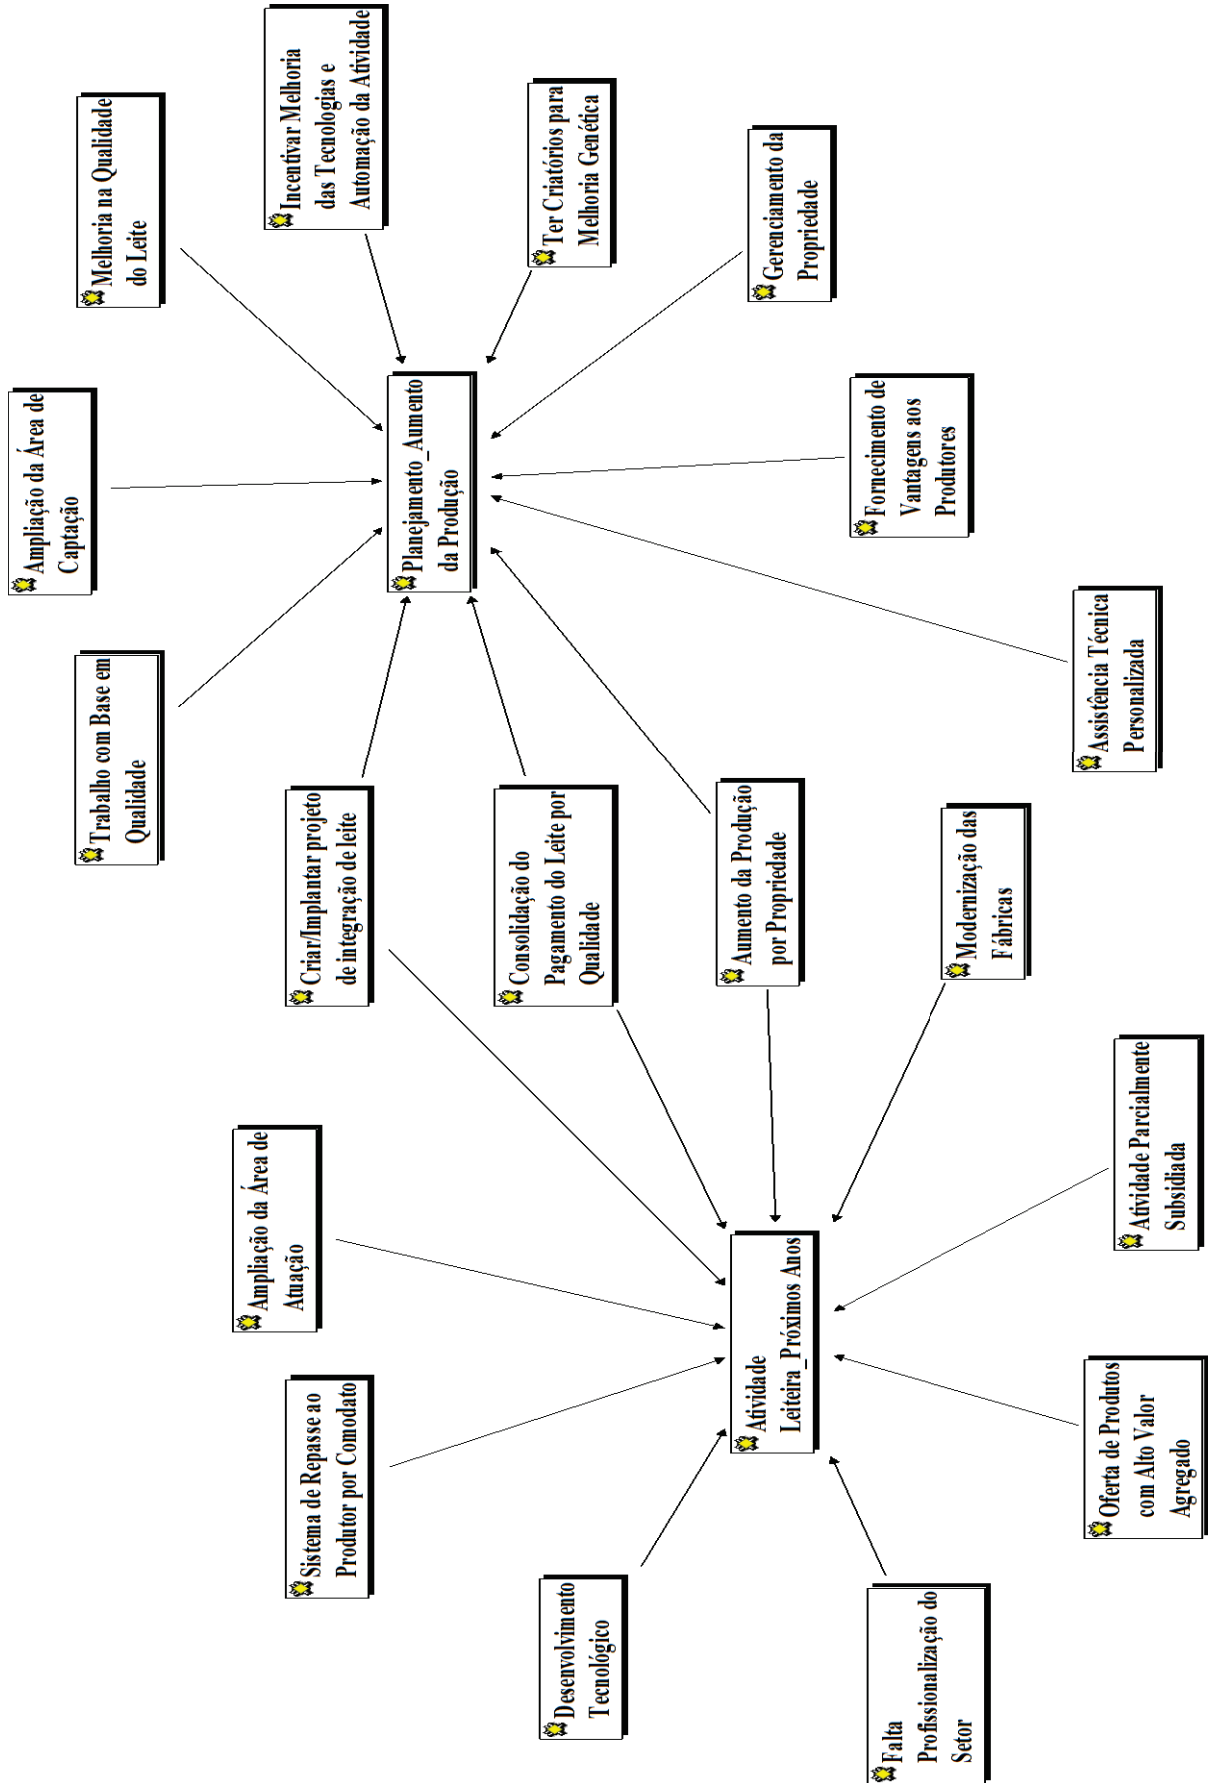 Ampliação da Área de
Captação
Trabalho com Base em
Qualidade
Melhoria na Qualidade
do Leite
Ampliação da Área de
Atuação
Incentivar Melhoria
das Tecnologias e
Automação da Atividade
Sistema de Repasse ao
Produtor por Comodato
Criar/Implantar projeto
de integração de leite
Planejamento_Aumento
da Produção
Consolidação do
Pagamento do Leite por
Qualidade
Ter Criatórios para
Melhoria Genética
Desenvolvimento
Tecnológico
Aumento da Produção
por Propriedade
Atividade
Leiteira_Próximos Anos
Gerenciamento da
Propriedade
Fornecimento de
Vantagens aos
Produtores
Falta
Profissionalização do
Setor
Modernização das
Fábricas
Assistência Técnica
Personalizada
Oferta de Produtos
com Alto Valor
Agregado
Atividade Parcialmente
Subsidiada